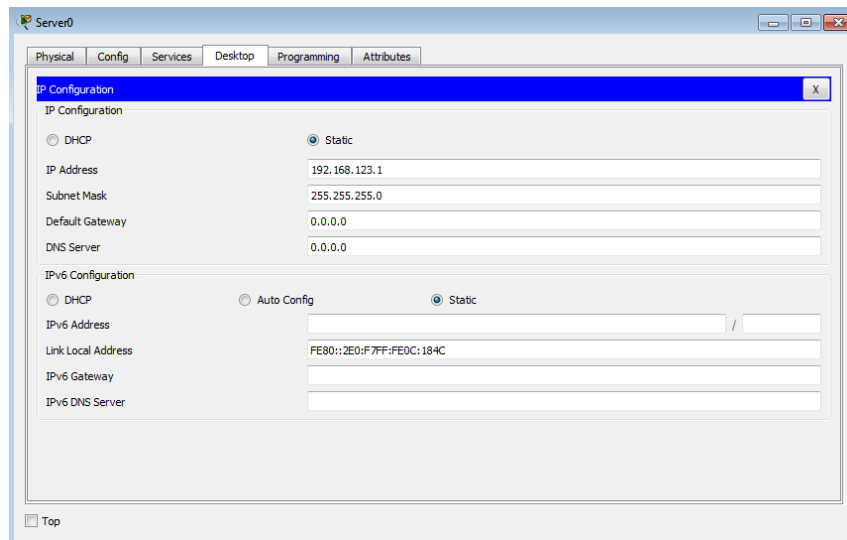 Server0
Physical Config Services Desktop Programming Attributes
IP Configuration X
IP Configuration
DHCP Static
IP Address 192.168.123.1
Subnet Mask 255.255.255.0
Default Gateway 0.0.0.0
DNS Server 0.0.0.0
IPv6 Configuration
DHCP Auto Config Static
IPv6 Address /
Link Local Address FE80::2E0:F7FF:FE0C:184C
IPv6 Gateway
IPv6 DNS Server
Top